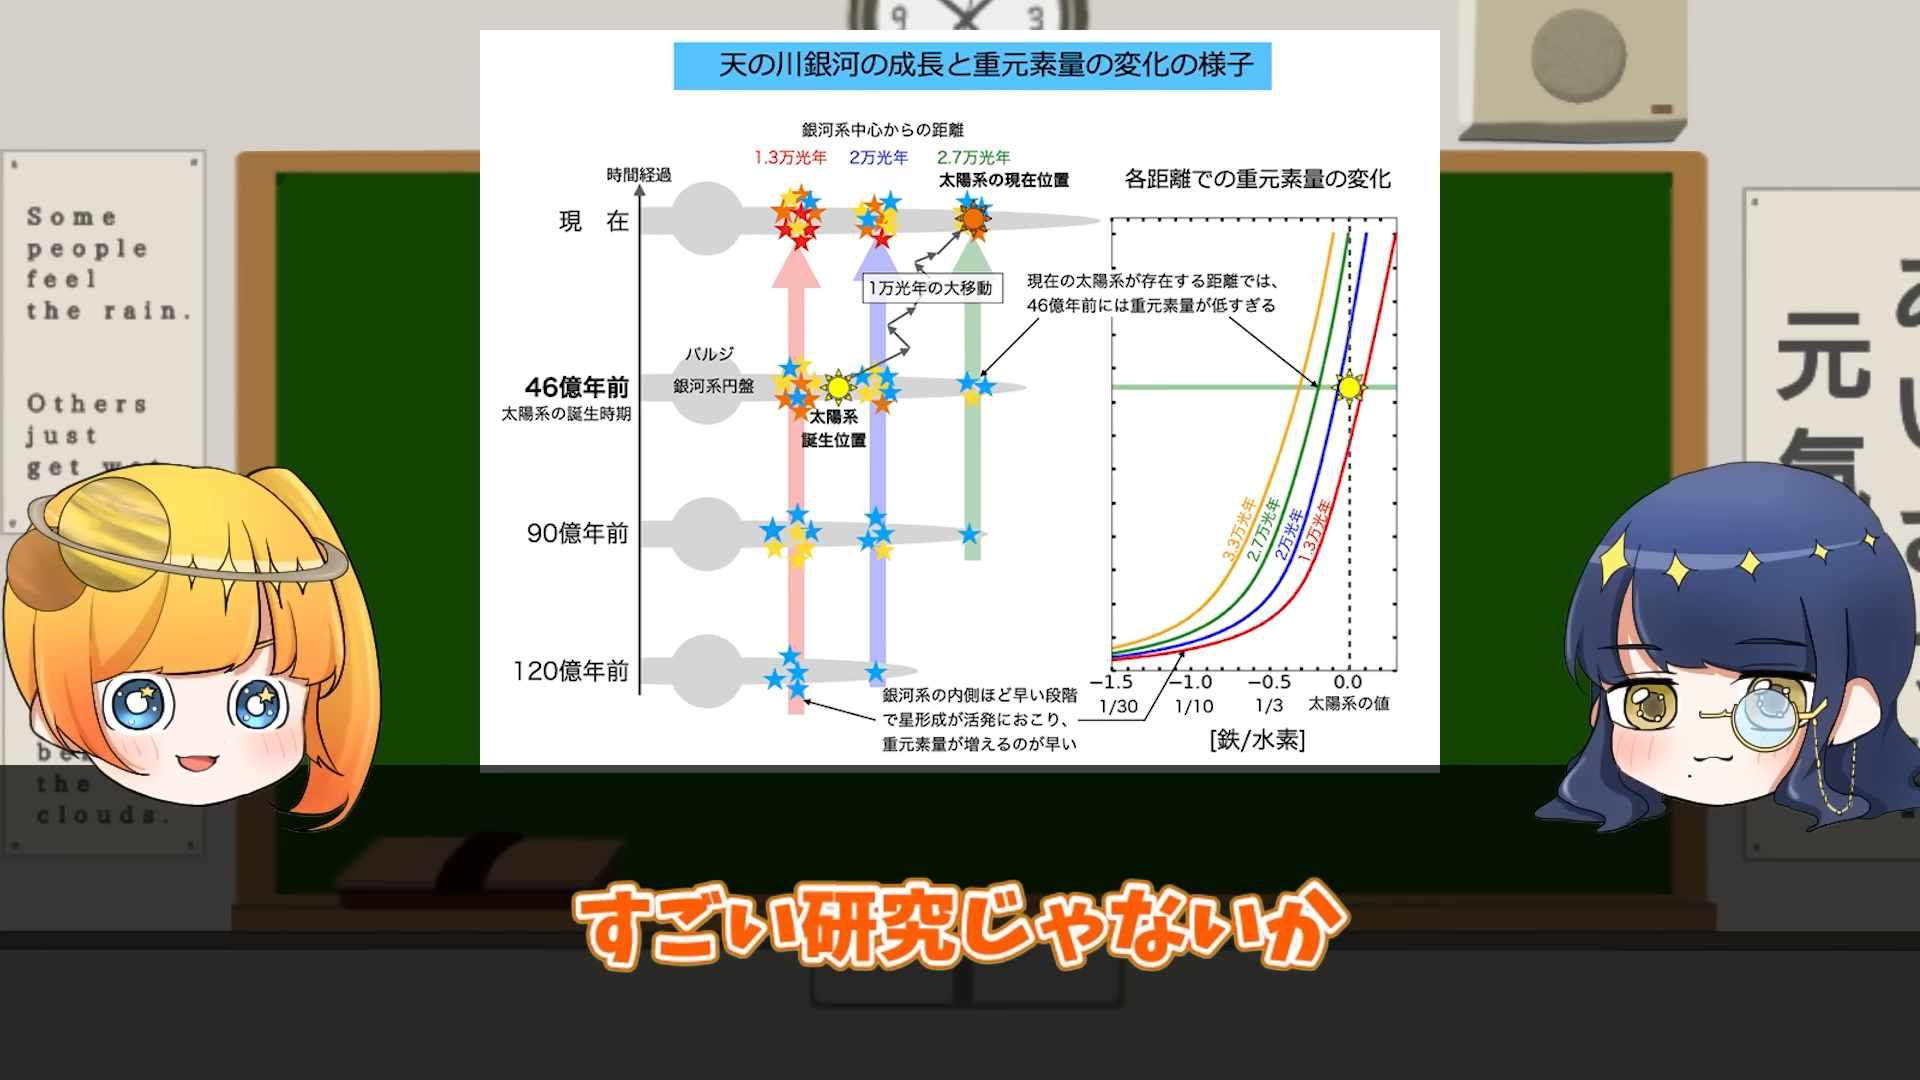 9 3
天の川銀河の成長と重元素量の変化の様子
銀河系中心からの距離
1.3万光年 2万光年 2.7万光年
太陽系の現在位置
時間経過
現 在
1万光年の大移動
バルジ
銀河系円盤
46億年前
太陽系の誕生時期
太陽系
誕生位置
90億年前
120億年前
銀河系の内側ほど早い段階
で星形成が活発におこり、
重元素量が増えるのが早い
各距離での重元素量の変化
現在の太陽系が存在する距離では、
46億年前には重元素量が低すぎる
3.3万光年
2.7万光年
2万光年
1.3万光年
−1.5 −1.0 −0.5 0.0
1/30 1/10 1/3 太陽系の値
[鉄/水素]
Some
people
feel
the rain.
Others
just
get wet
the
clouds.
元気
すごい研究じゃないか